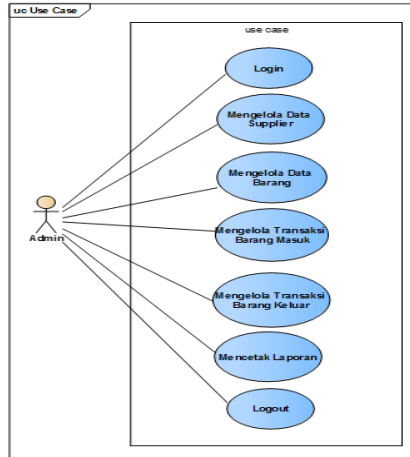 uc Use Case
use case
Login
Mengelola Data
Supplier
Mengelola Data
Barang
Admin
Mengelola Transaksi
Barang Masuk
Mengelola Transaksi
Barang Keluar
Mencetak Laporan
Logout